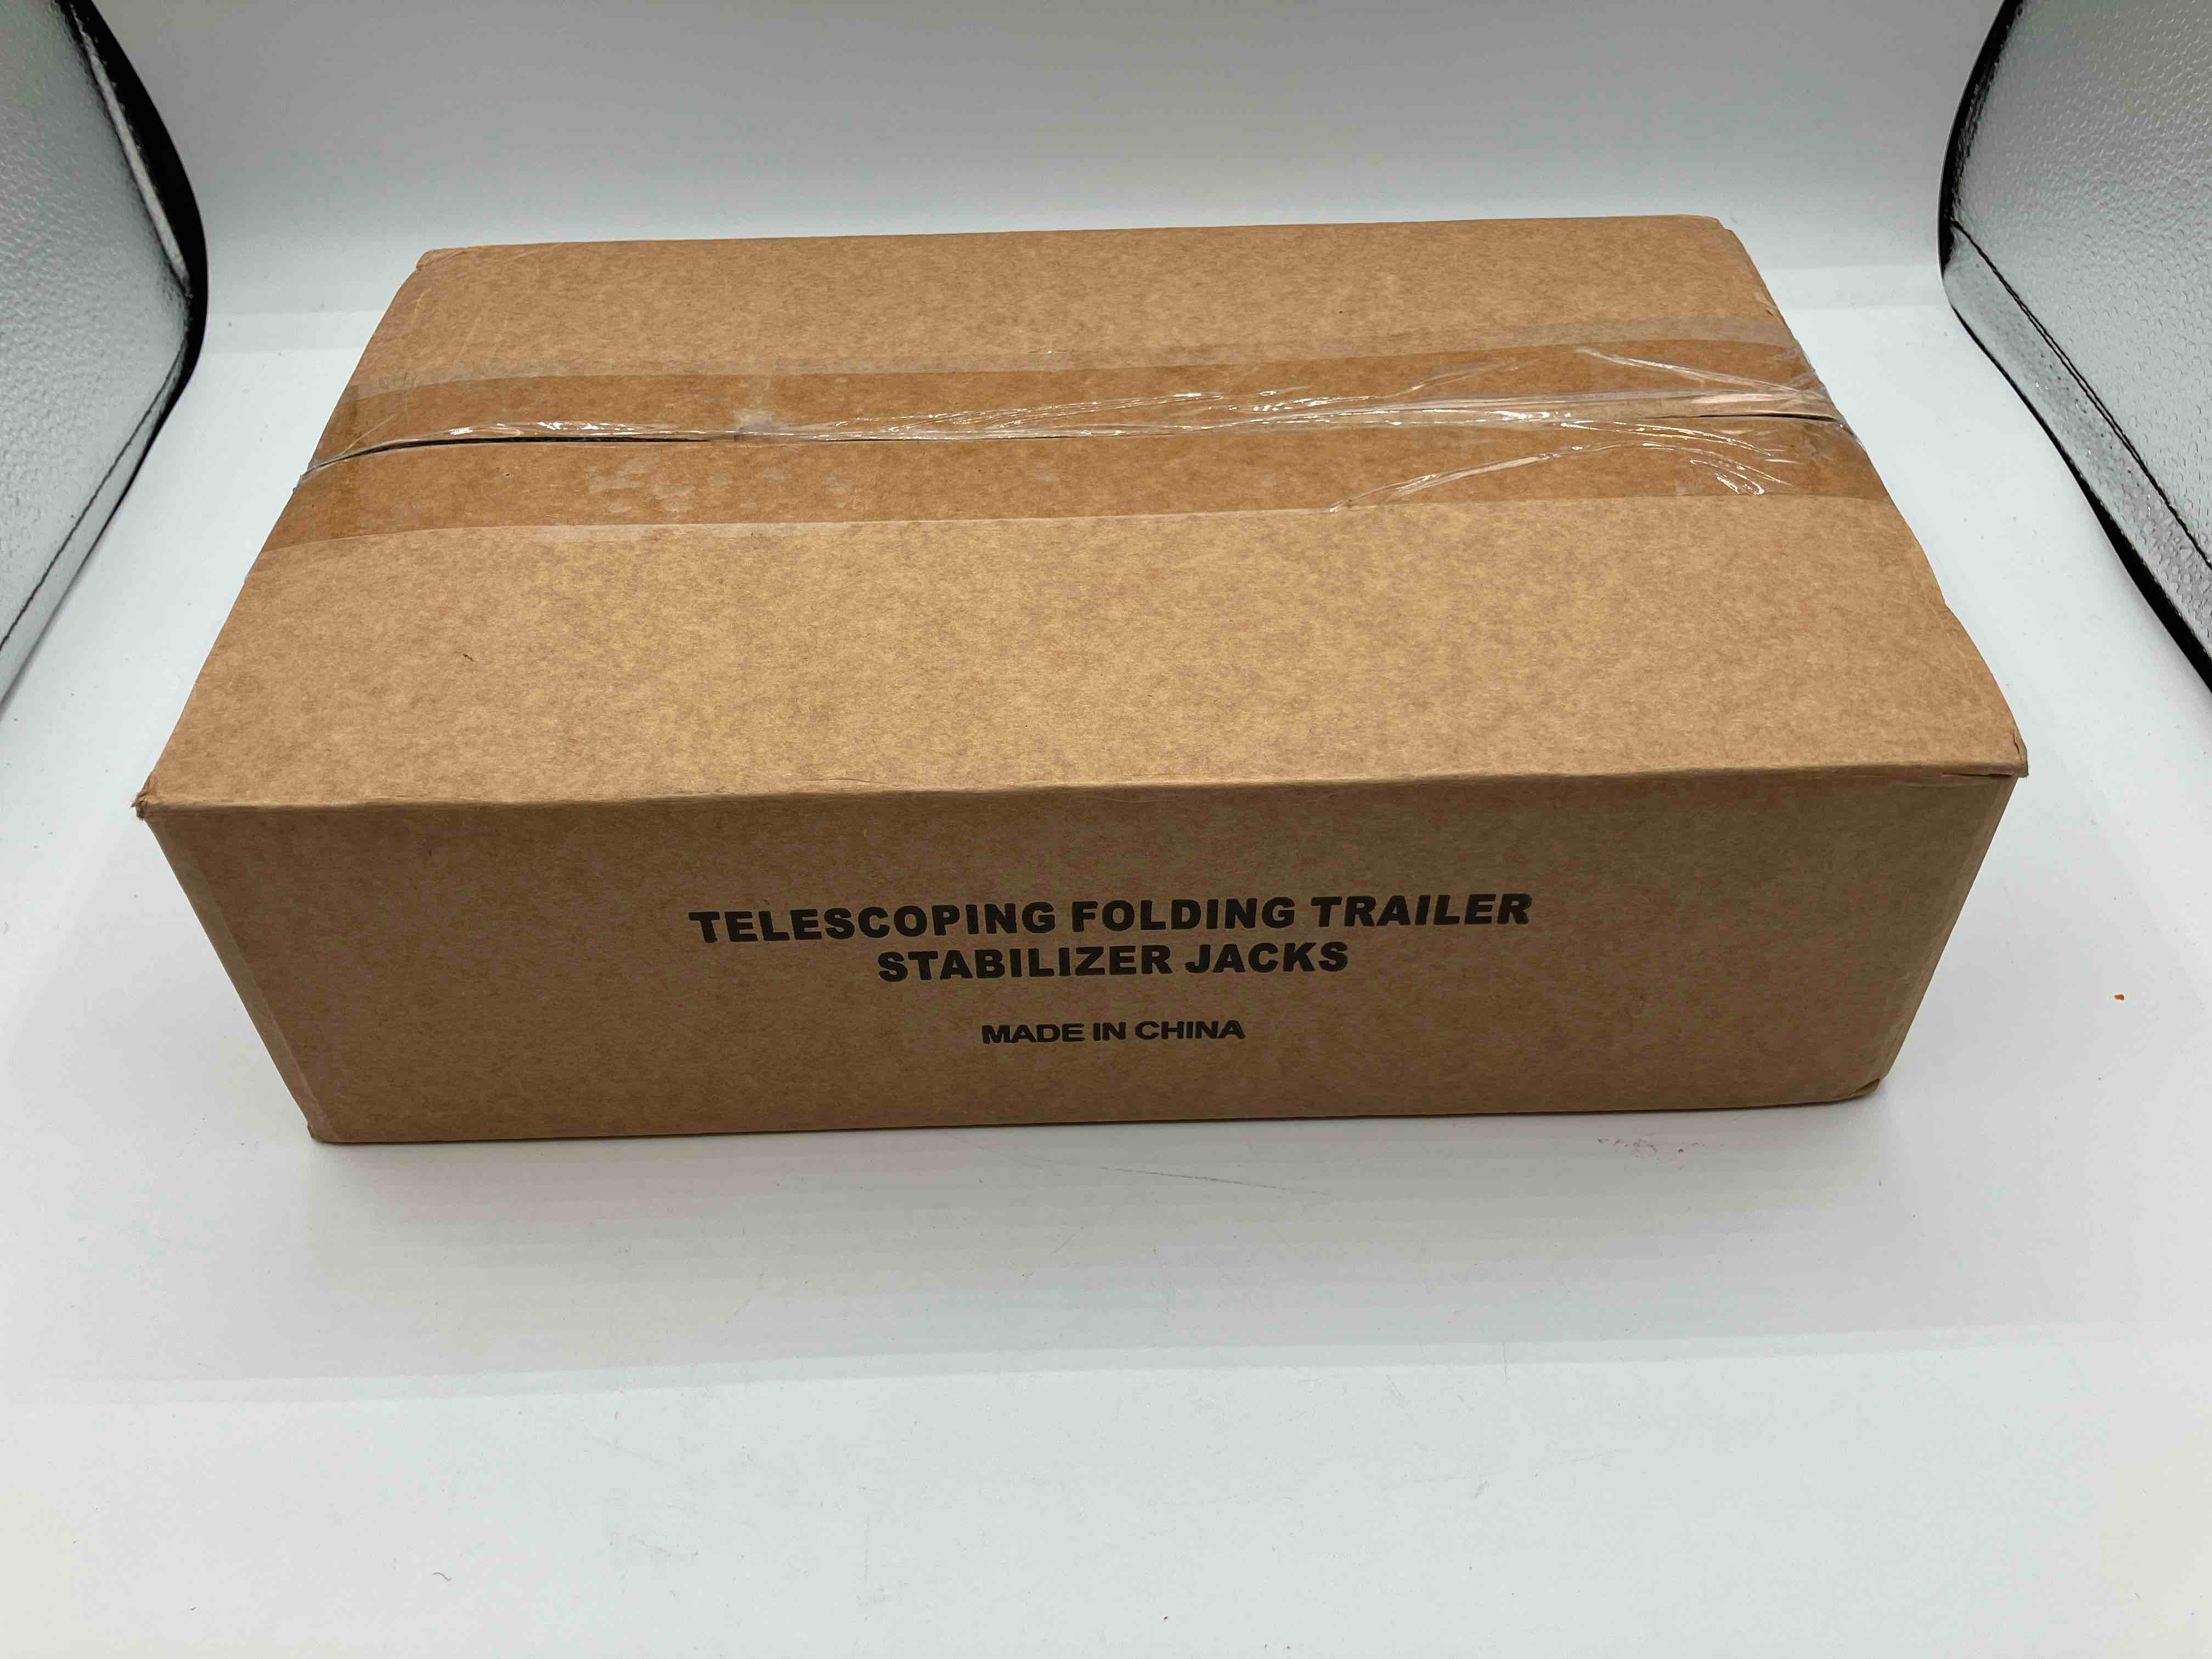 TELESCOPING FOLDING TRAILER
STABILIZER JACKS
MADE IN CHINA